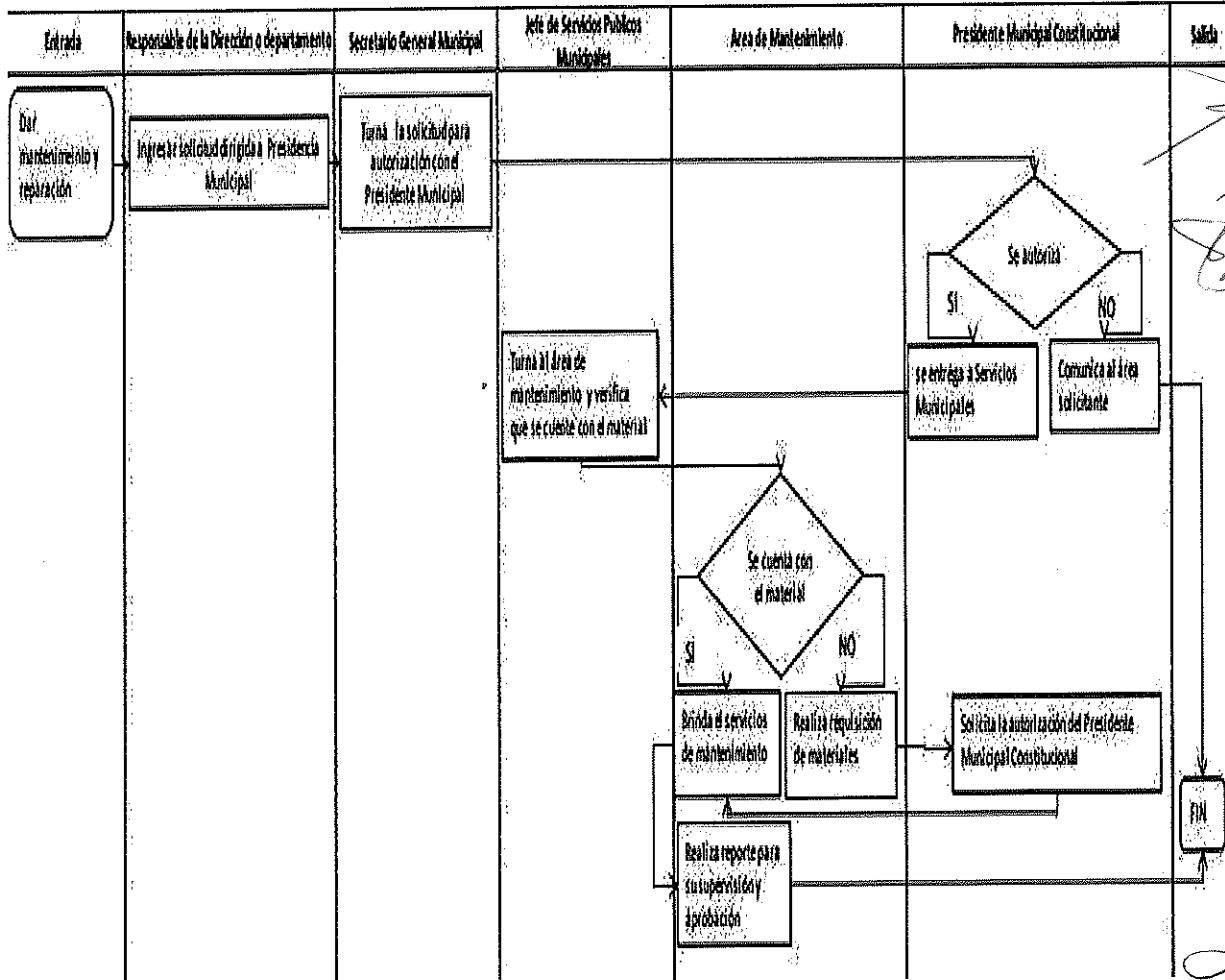 Entrada
Responsable de la Dirección o departamento
Secretario General Municipal
Jefe de Servicios Publicos
Municipales
Area de Mantenimiento
Presidente Municipal Constitucional
Salida
Dar
mantenimiento y
reparación
Ingresar solicitud dirigida a Presidencia
Municipal
Turna la solicitud para
autorización con el
Presidente Municipal
Se autoriza
SI
NO
se entrega a Servicios
Municipales
Comunica al área
solicitante
Turna al área de
mantenimiento y verifica
que se cuente con el material
Se cuenta con
el material
SI
NO
Brinda el servicios
de mantenimiento
Realiza requisición
de materiales
Solicita la autorización del Presidente
Municipal Constitucional
Realiza reporte para
su supervisión y
aprobación
FIN